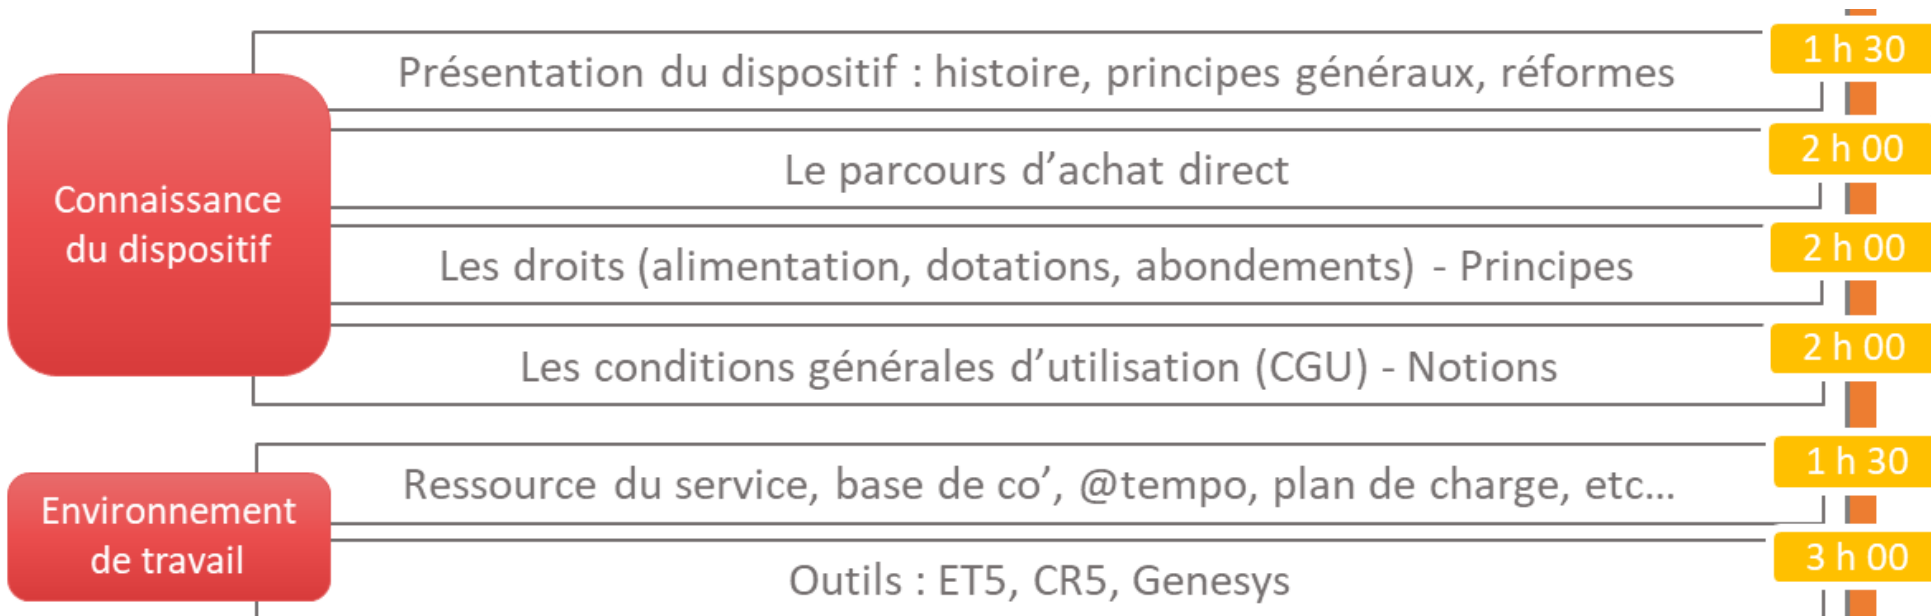 Connaissance
du dispositif
Présentation du dispositif : histoire, principes généraux, réformes
1 h 30
Le parcours d’achat direct
2 h 00
Les droits (alimentation, dotations, abondements) - Principes
2 h 00
Les conditions générales d’utilisation (CGU) - Notions
2 h 00
Environnement
de travail
Ressource du service, base de co’, @tempo, plan de charge, etc…
1 h 30
Outils : ET5, CR5, Genesys
3 h 00